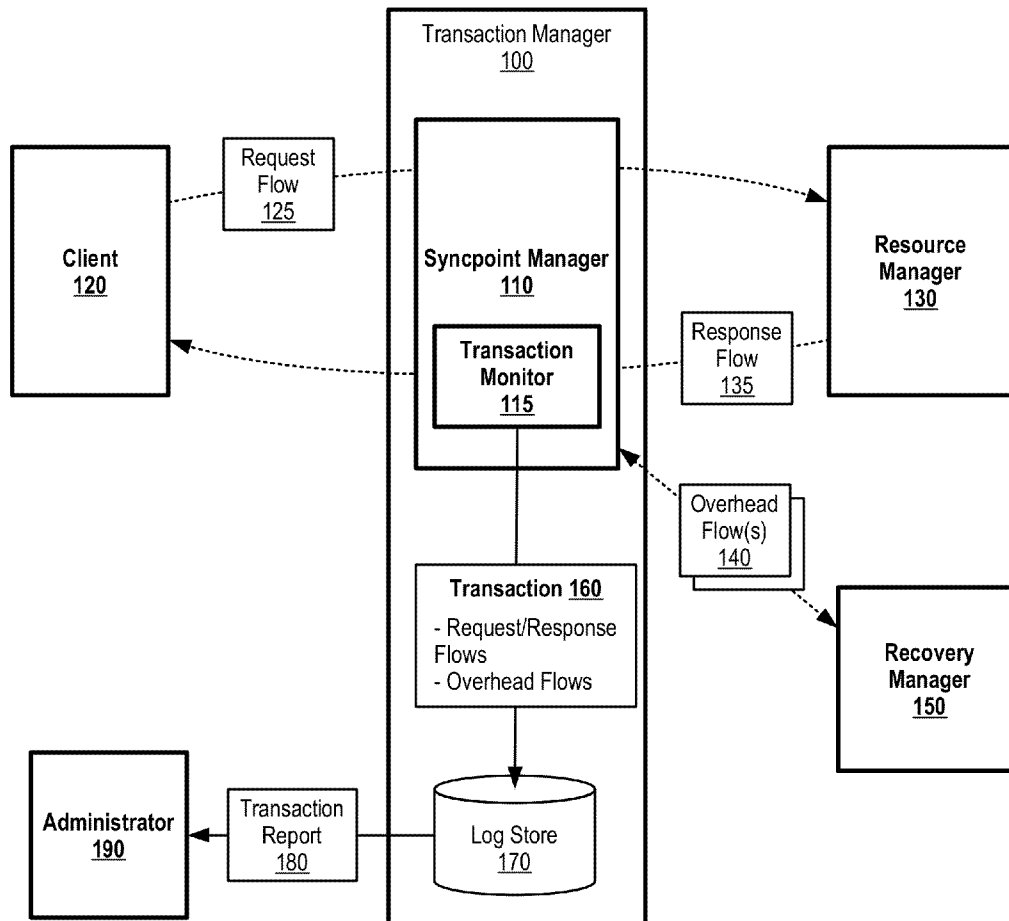 Transaction Manager
100
Request
Flow
125
Client
120
Syncpoint Manager
110
Resource
Manager
130
Transaction
Monitor
115
Response
Flow
135
Overhead
Flow(s)
140
Transaction 160
- Request/Response
Flows
- Overhead Flows
Recovery
Manager
150
Administrator
190
Transaction
Report
180
Log Store
170